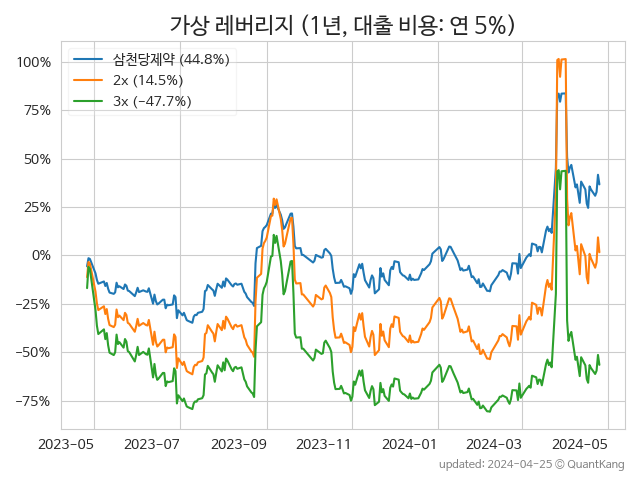 가상 레버리지 (1년, 대출 비용: 연 5%)
삼천당제약 (44.8%)
2x (14.5%)
3x (−47.7%)
100%
75%
50%
25%
0%
−25%
−50%
−75%
2023-05 2023-07 2023-09 2023-11 2024-01 2024-03 2024-05
updated: 2024-04-25 © QuantKang